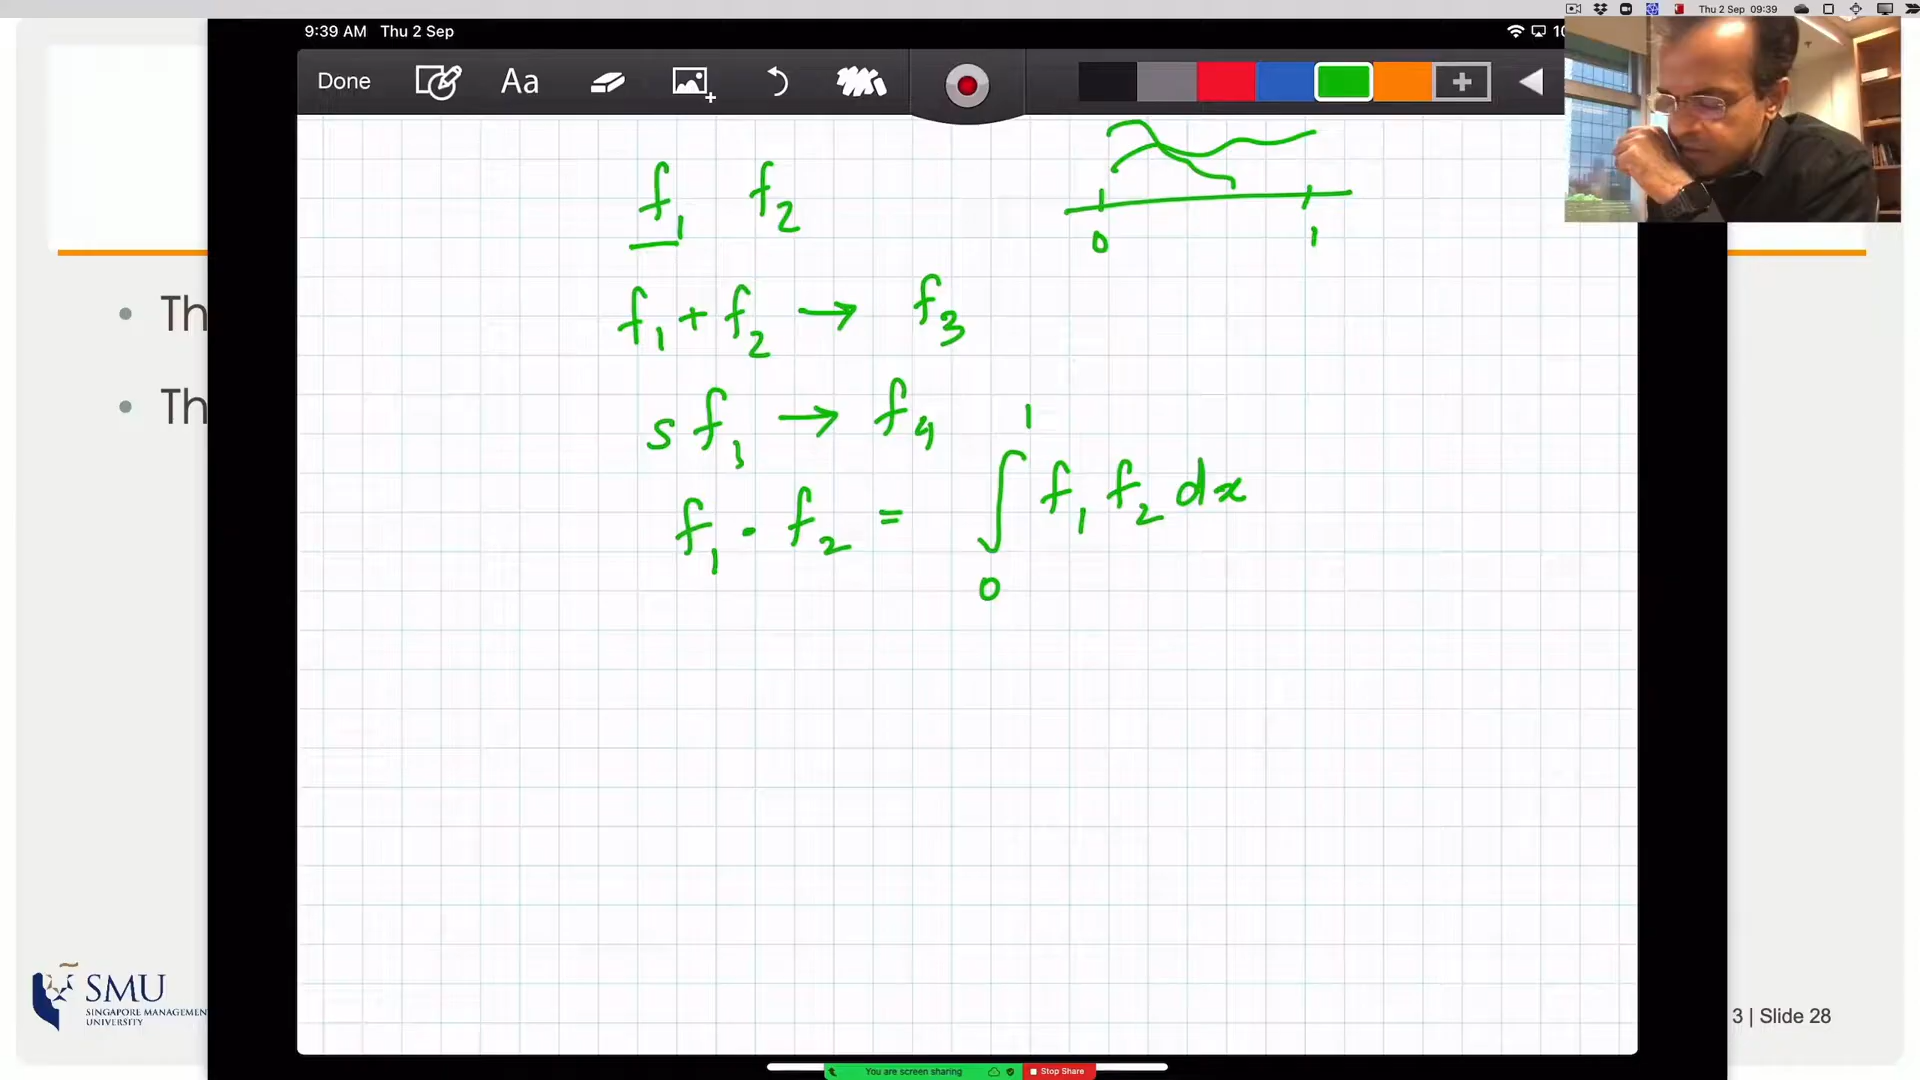 Thu 2 Sep 09:39
9:39 AM Thu 2 Sep
Done
Aa
f₁ f₂
0 1
f₁ + f₂ → f₃
s f₁ → f₄
f₁ · f₂ = ∫₀¹ f₁ f₂ dx
Th
Th
SMU
SINGAPORE MANAGEMEN
UNIVERSITY
3 | Slide 28
You are screen sharing
Stop Share